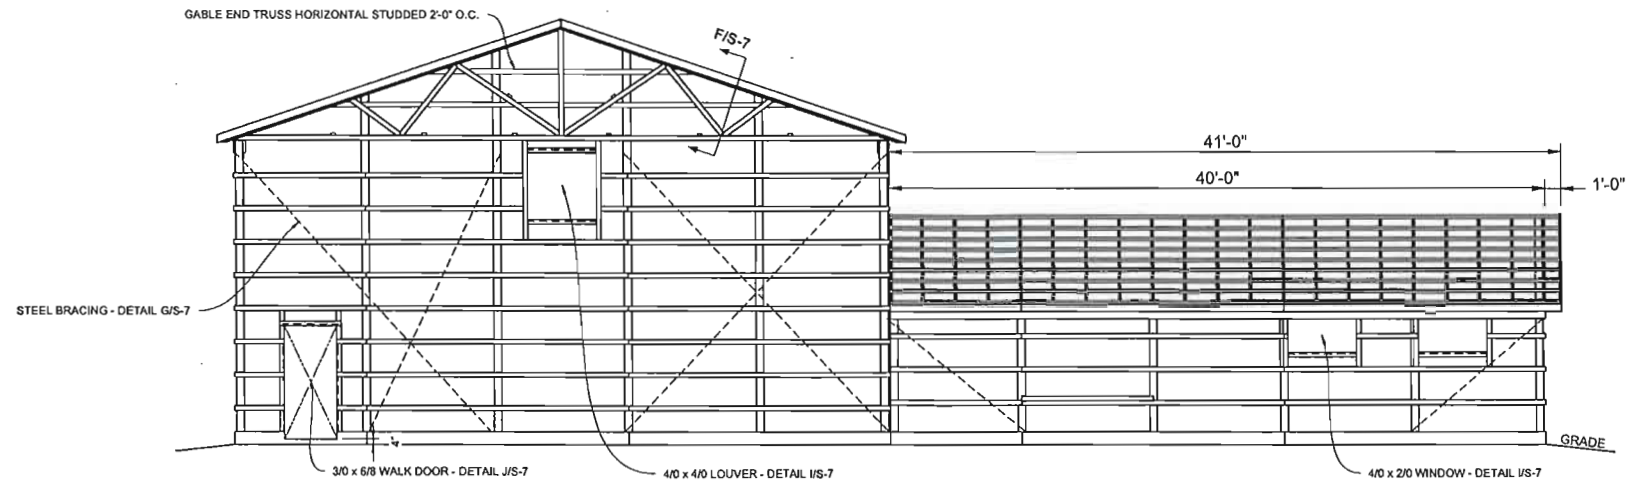 GABLE END TRUSS HORIZONTAL STUDDED 2'-0" O.C.
F/S-7
41'-0"
40'-0"
1'-0"
STEEL BRACING - DETAIL G/S-7
GRADE
3/0 x 6/8 WALK DOOR - DETAIL J/S-7
4/0 x 4/0 LOUVER - DETAIL I/S-7
4/0 x 2/0 WINDOW - DETAIL I/S-7